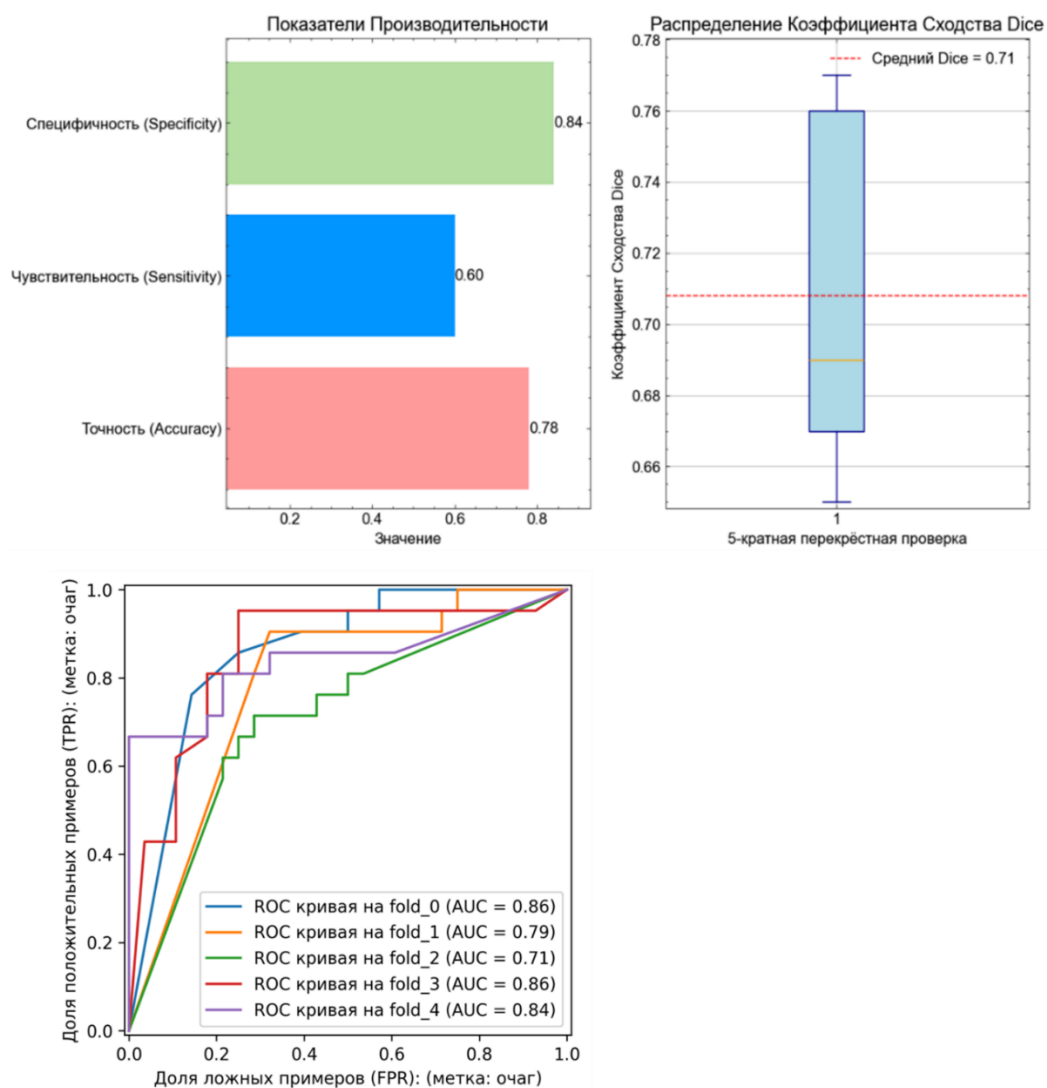 Показатели Производительности
Специфичность (Specificity)
0.84
Чувствительность (Sensitivity)
0.60
Точность (Accuracy)
0.78
0.2 0.4 0.6 0.8
Значение
Распределение Коэффициента Сходства Dice
Средний Dice = 0.71
Коэффициент Сходства Dice
0.78
0.76
0.74
0.72
0.70
0.68
0.66
1
5-кратная перекрёстная проверка
Доля положительных примеров (TPR): (метка: очаг)
1.0
0.8
0.6
0.4
0.2
0.0
ROC кривая на fold_0 (AUC = 0.86)
ROC кривая на fold_1 (AUC = 0.79)
ROC кривая на fold_2 (AUC = 0.71)
ROC кривая на fold_3 (AUC = 0.86)
ROC кривая на fold_4 (AUC = 0.84)
0.0 0.2 0.4 0.6 0.8 1.0
Доля ложных примеров (FPR): (метка: очаг)